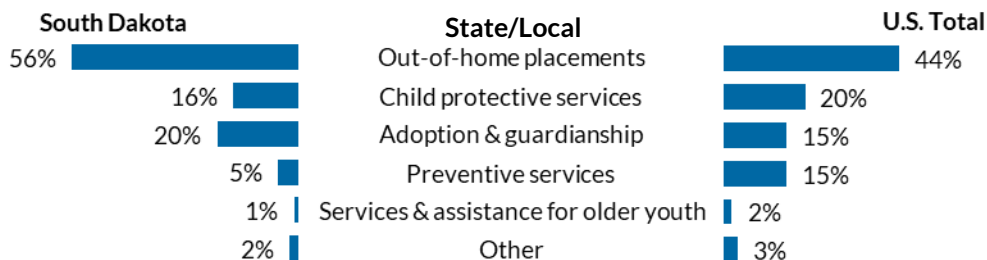 South Dakota State/Local U.S. Total
56% Out-of-home placements 44%
16% Child protective services 20%
20% Adoption & guardianship 15%
5% Preventive services 15%
1% Services & assistance for older youth 2%
2% Other 3%